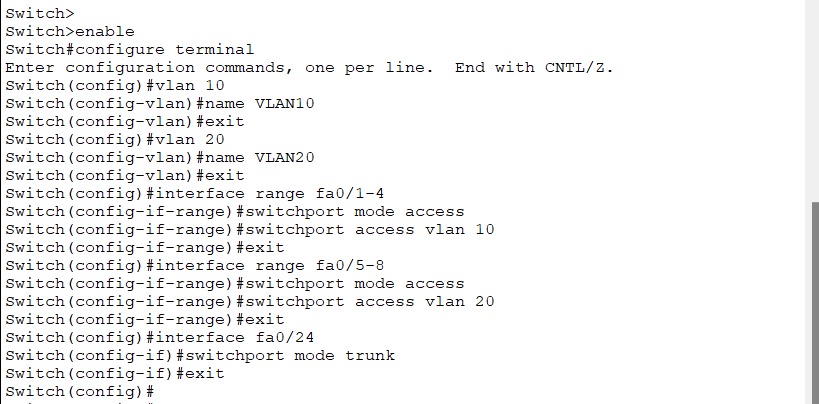 Switch>
Switch>enable
Switch#configure terminal
Enter configuration commands, one per line.  End with CNTL/Z.
Switch(config)#vlan 10
Switch(config-vlan)#name VLAN10
Switch(config-vlan)#exit
Switch(config)#vlan 20
Switch(config-vlan)#name VLAN20
Switch(config-vlan)#exit
Switch(config)#interface range fa0/1-4
Switch(config-if-range)#switchport mode access
Switch(config-if-range)#switchport access vlan 10
Switch(config-if-range)#exit
Switch(config)#interface range fa0/5-8
Switch(config-if-range)#switchport mode access
Switch(config-if-range)#switchport access vlan 20
Switch(config-if-range)#exit
Switch(config)#interface fa0/24
Switch(config-if)#switchport mode trunk
Switch(config-if)#exit
Switch(config)#